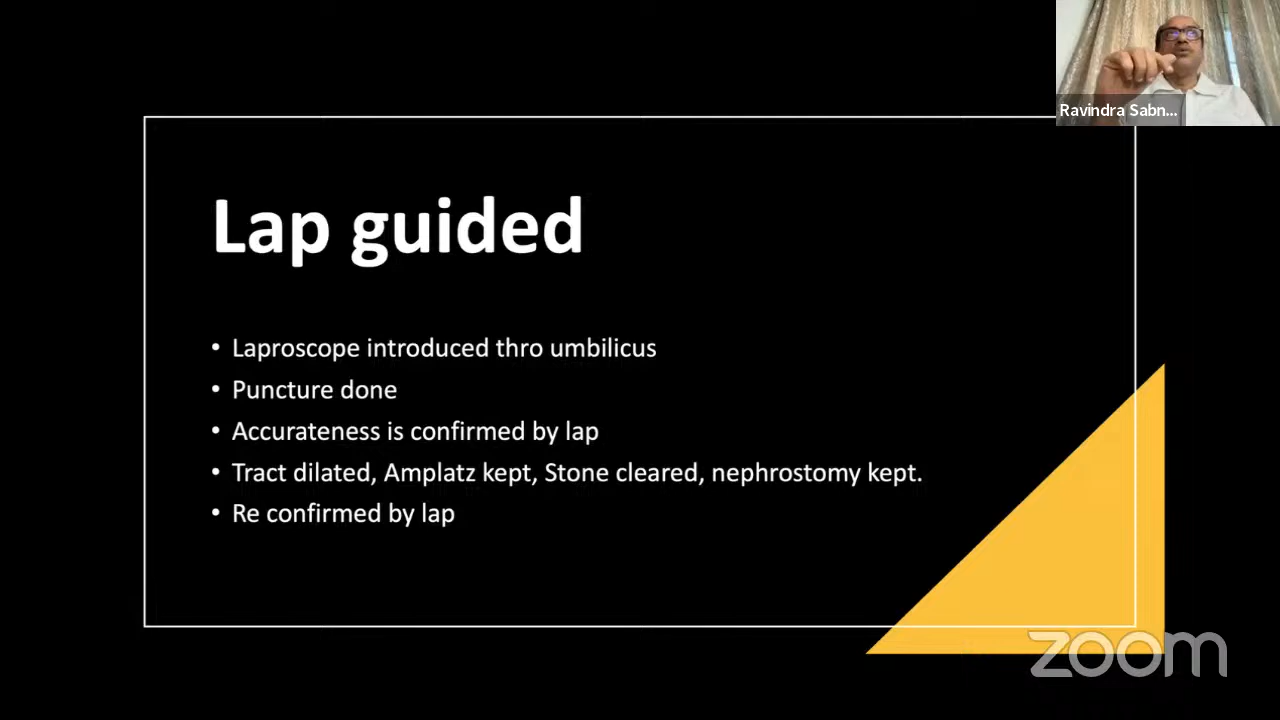 Ravindra Sabn...
Lap guided
• Laproscope introduced thro umbilicus
• Puncture done
• Accurateness is confirmed by lap
• Tract dilated, Amplatz kept, Stone cleared, nephrostomy kept.
• Re confirmed by lap
zoom